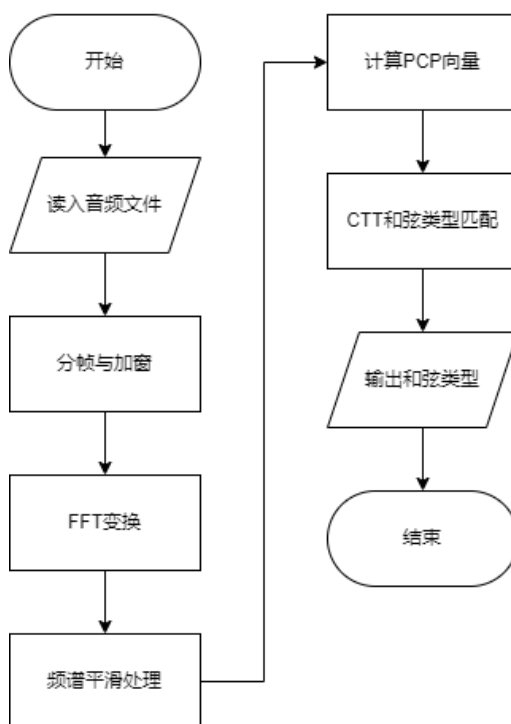 开始
读入音频文件
分帧与加窗
FFT变换
频谱平滑处理
计算PCP向量
CTT和弦类型匹配
输出和弦类型
结束